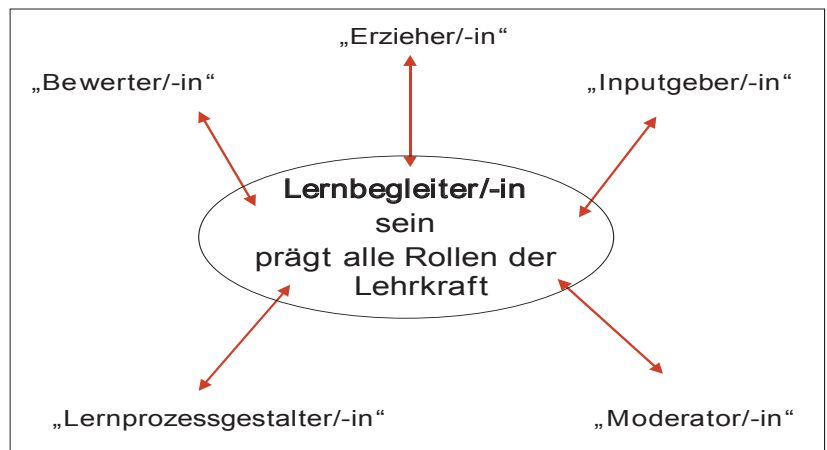 „Erzieher/-in“
„Bewerter/-in“
„Inputgeber/-in“
Lernbegleiter/-in
sein
prägt alle Rollen der
Lehrkraft
„Lernprozessgestalter/-in“
„Moderator/-in“